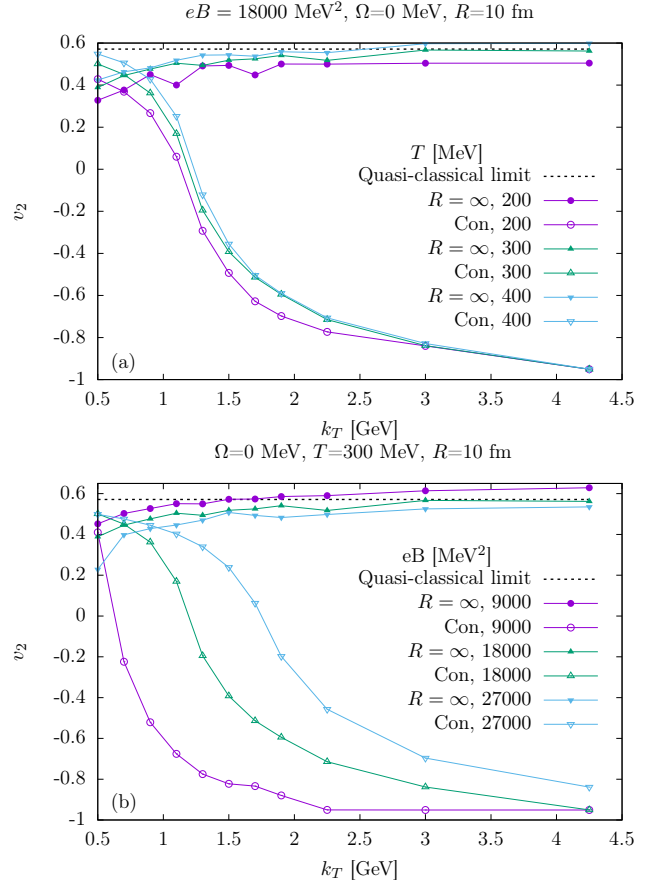 eB = 18000 MeV², Ω=0 MeV, R=10 fm
0.6
0.4
0.2
0
-0.2
-0.4
-0.6
-0.8
-1
v₂
T [MeV]
Quasi-classical limit
R = ∞, 200
Con, 200
R = ∞, 300
Con, 300
R = ∞, 400
Con, 400
(a)
0.5 1 1.5 2 2.5 3 3.5 4 4.5
k_T [GeV]
Ω=0 MeV, T=300 MeV, R=10 fm
0.6
0.4
0.2
0
-0.2
-0.4
-0.6
-0.8
-1
v₂
eB [MeV²]
Quasi-classical limit
R = ∞, 9000
Con, 9000
R = ∞, 18000
Con, 18000
R = ∞, 27000
Con, 27000
(b)
0.5 1 1.5 2 2.5 3 3.5 4 4.5
k_T [GeV]